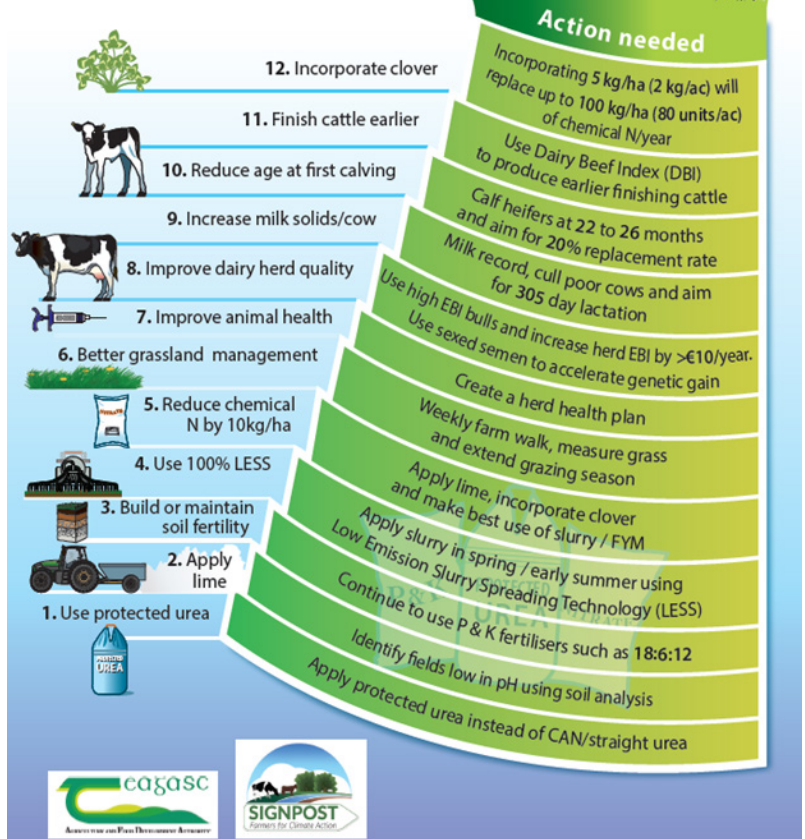 Action needed
12. Incorporate clover
Incorporating 5 kg/ha (2 kg/ac) will
replace up to 100 kg/ha (80 units/ac)
of chemical N/year
11. Finish cattle earlier
Use Dairy Beef Index (DBI)
to produce earlier finishing cattle
10. Reduce age at first calving
Calf heifers at 22 to 26 months
and aim for 20% replacement rate
9. Increase milk solids/cow
Milk record, cull poor cows and aim
for 305 day lactation
8. Improve dairy herd quality
Use high EBI bulls and increase herd EBI by >€10/year.
Use sexed semen to accelerate genetic gain
7. Improve animal health
Create a herd health plan
6. Better grassland management
Weekly farm walk, measure grass
and extend grazing season
5. Reduce chemical
N by 10kg/ha
Apply lime, incorporate clover
and make best use of slurry / FYM
4. Use 100% LESS
Apply slurry in spring / early summer using
Low Emission Slurry Spreading Technology (LESS)
3. Build or maintain
soil fertility
Continue to use P & K fertilisers such as 18:6:12
2. Apply
lime
Identify fields low in pH using soil analysis
1. Use protected urea
Apply protected urea instead of CAN/straight urea
P&K
PROTECTED
UREA
NITRATE
PROTECTED
UREA
teagasc
AGRICULTURE AND FOOD DEVELOPMENT AUTHORITY
SIGNPOST
Farmers for Climate Action